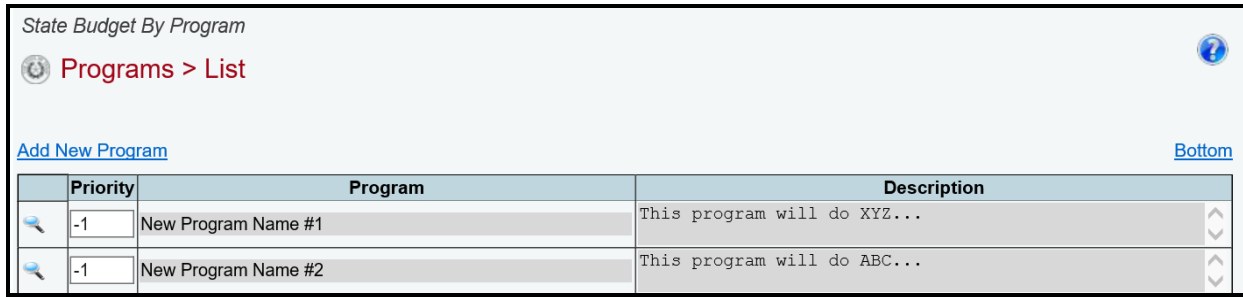 State Budget By Program
Programs > List
Add New Program Bottom
Priority Program Description
-1 New Program Name #1 This program will do XYZ...
-1 New Program Name #2 This program will do ABC...